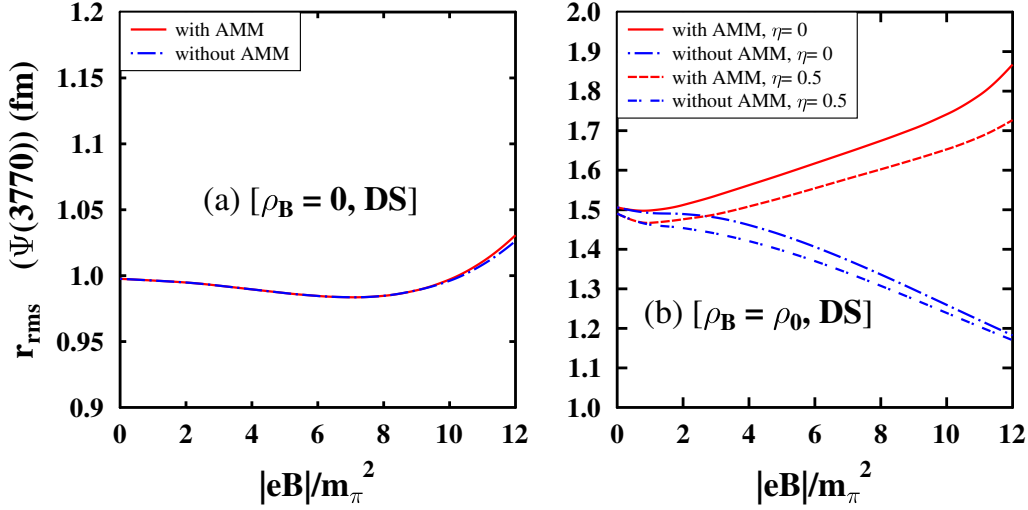 r_rms (Ψ(3770)) (fm)
1.2
1.15
1.1
1.05
1.0
0.95
0.9
with AMM
without AMM
(a) [ρ_B = 0, DS]
0 2 4 6 8 10 12
|eB|/m_π^2
2.0
1.9
1.8
1.7
1.6
1.5
1.4
1.3
1.2
1.1
1.0
with AMM, η= 0
without AMM, η= 0
with AMM, η= 0.5
without AMM, η= 0.5
(b) [ρ_B = ρ_0, DS]
0 2 4 6 8 10 12
|eB|/m_π^2